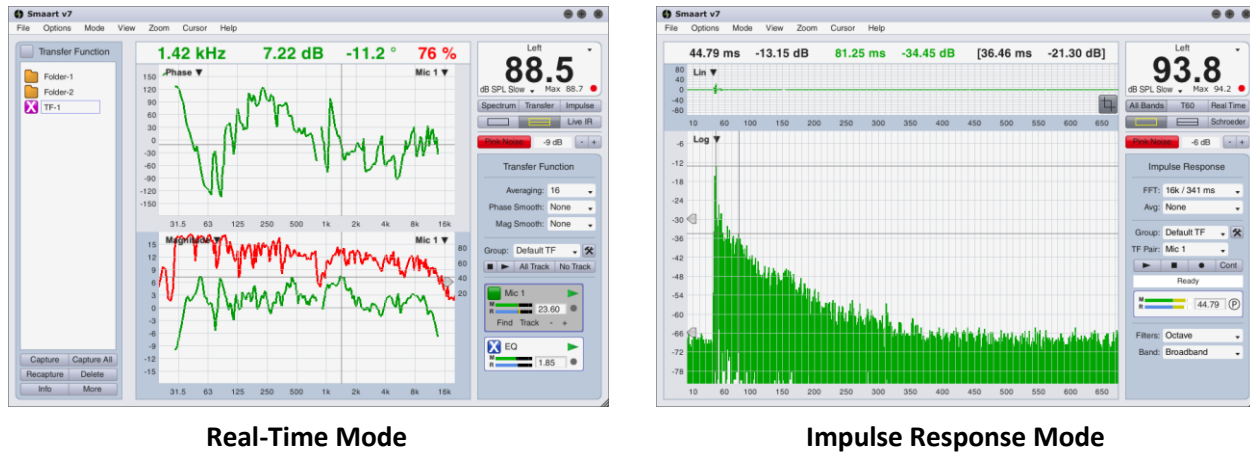 Smaart v7
File Options Mode View Zoom Cursor Help
Transfer Function
Folder-1
Folder-2
TF-1
Capture Capture All
Recapture Delete
Info More
1.42 kHz 7.22 dB -11.2 ° 76 %
Phase ▼ Mic 1 ▼
150
120
90
60
30
0
-30
-60
-90
-120
-150
31.5 63 125 250 500 1k 2k 4k 8k 16k
Magnitude ▼ Mic 1 ▼
15
12
9
6
3
0
-3
-6
-9
-12
-15
80
60
40
20
31.5 63 125 250 500 1k 2k 4k 8k 16k
Left
88.5
dB SPL Slow Max 88.7
Spectrum Transfer Impulse
Live IR
Pink Noise -9 dB - +
Transfer Function
Averaging: 16
Phase Smooth: None
Mag Smooth: None
Group: Default TF
All Track No Track
Mic 1
M
R 23.60
Find Track - +
EQ
M
R 1.85
Real-Time Mode
Smaart v7
File Options Mode View Zoom Cursor Help
44.79 ms -13.15 dB 81.25 ms -34.45 dB [36.46 ms -21.30 dB]
Lin ▼
80
40
0
-40
-80
10 60 100 150 200 250 300 350 400 450 500 550 600 650
Log ▼
-6
-12
-18
-24
-30
-36
-42
-48
-54
-60
-66
-72
-78
10 60 100 150 200 250 300 350 400 450 500 550 600 650
Left
93.8
dB SPL Slow Max 94.2
All Bands T60 Real Time
Schroeder
Pink Noise -6 dB - +
Impulse Response
FFT: 16k / 341 ms
Avg: None
Group: Default TF
TF Pair: Mic 1
Cont
Ready
M
R 44.79 P
Filters: Octave
Band: Broadband
Impulse Response Mode